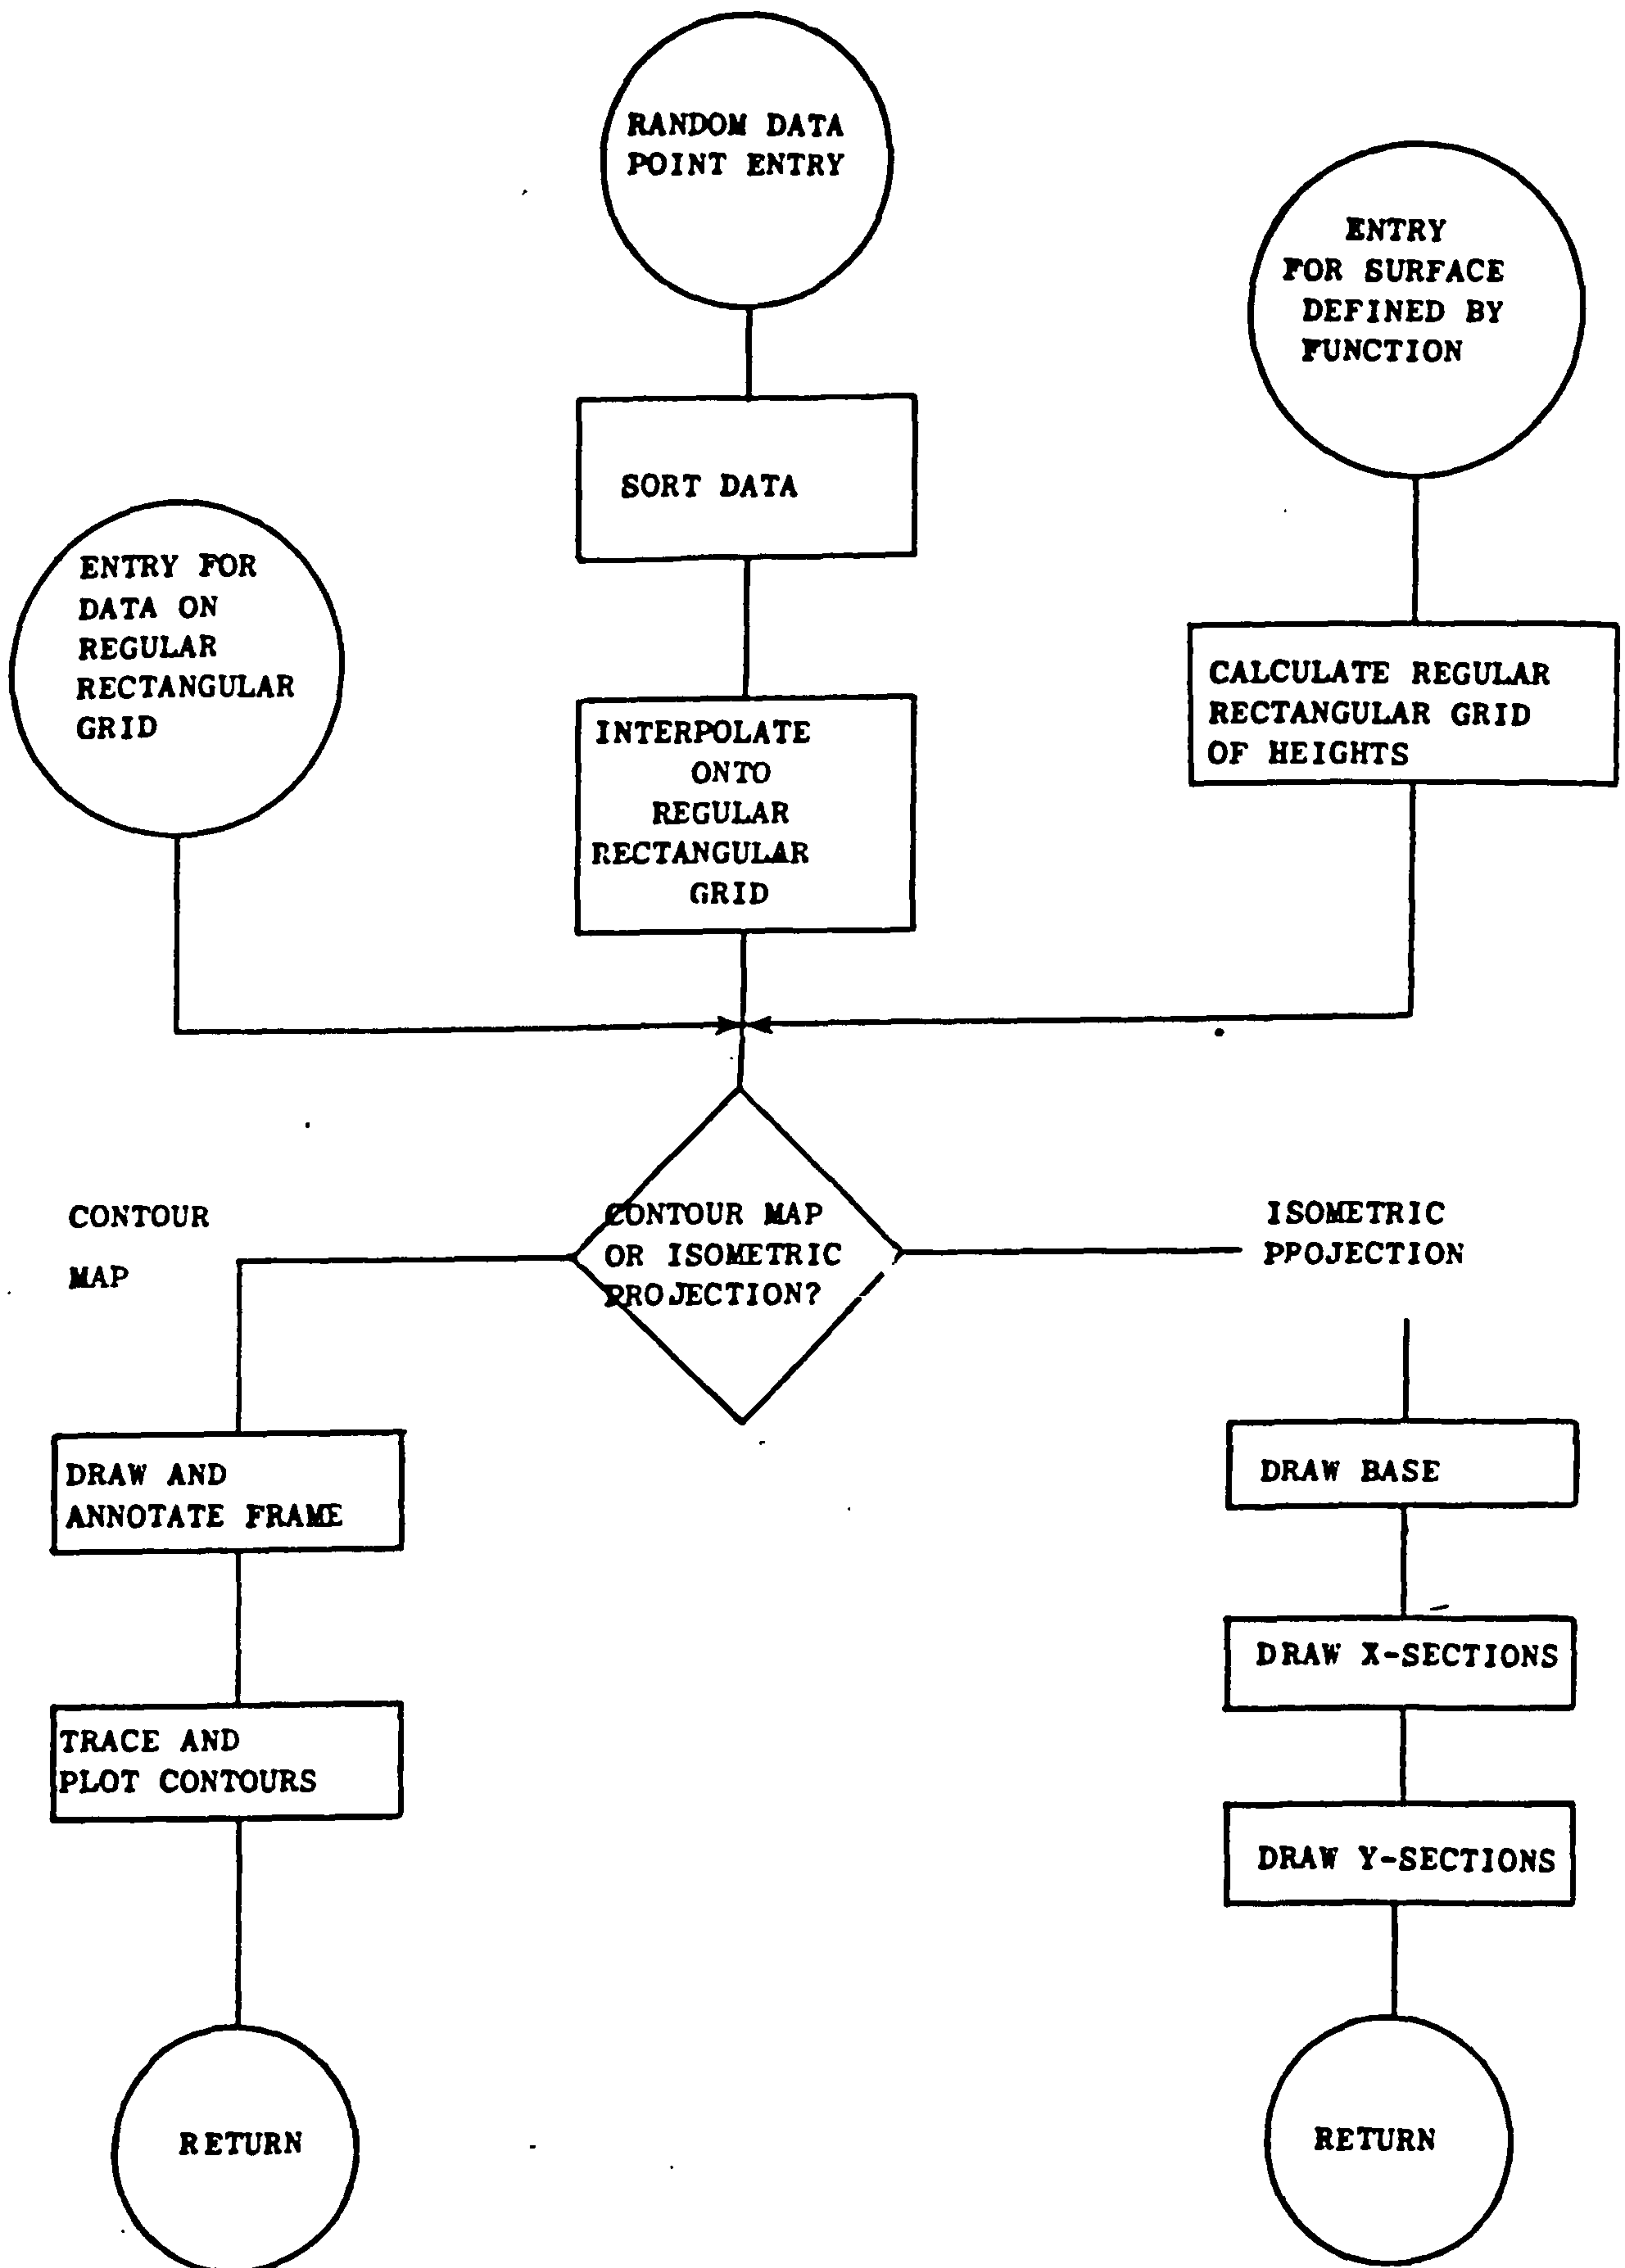 RANDOM DATA
POINT ENTRY
ENTRY
FOR SURFACE
DEFINED BY
FUNCTION
SORT DATA
ENTRY FOR
DATA ON
REGULAR
RECTANGULAR
GRID
INTERPOLATE
ONTO
REGULAR
RECTANGULAR
GRID
CALCULATE REGULAR
RECTANGULAR GRID
OF HEIGHTS
CONTOUR MAP
OR ISOMETRIC
PROJECTION?
CONTOUR
MAP
ISOMETRIC
PPOJECTION
DRAW AND
ANNOTATE FRAME
TRACE AND
PLOT CONTOURS
RETURN
DRAW BASE
DRAW X-SECTIONS
DRAW Y-SECTIONS
RETURN